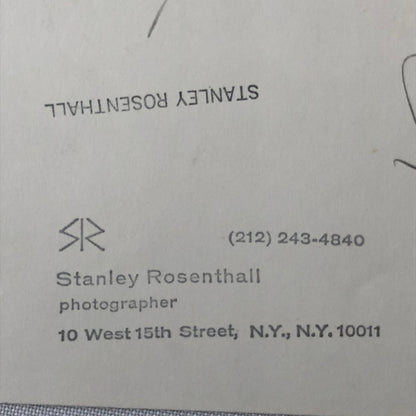 STANLEY ROSENTHALL
SR (212) 243-4840
Stanley Rosenthall
photographer
10 West 15th Street, N.Y., N.Y. 10011